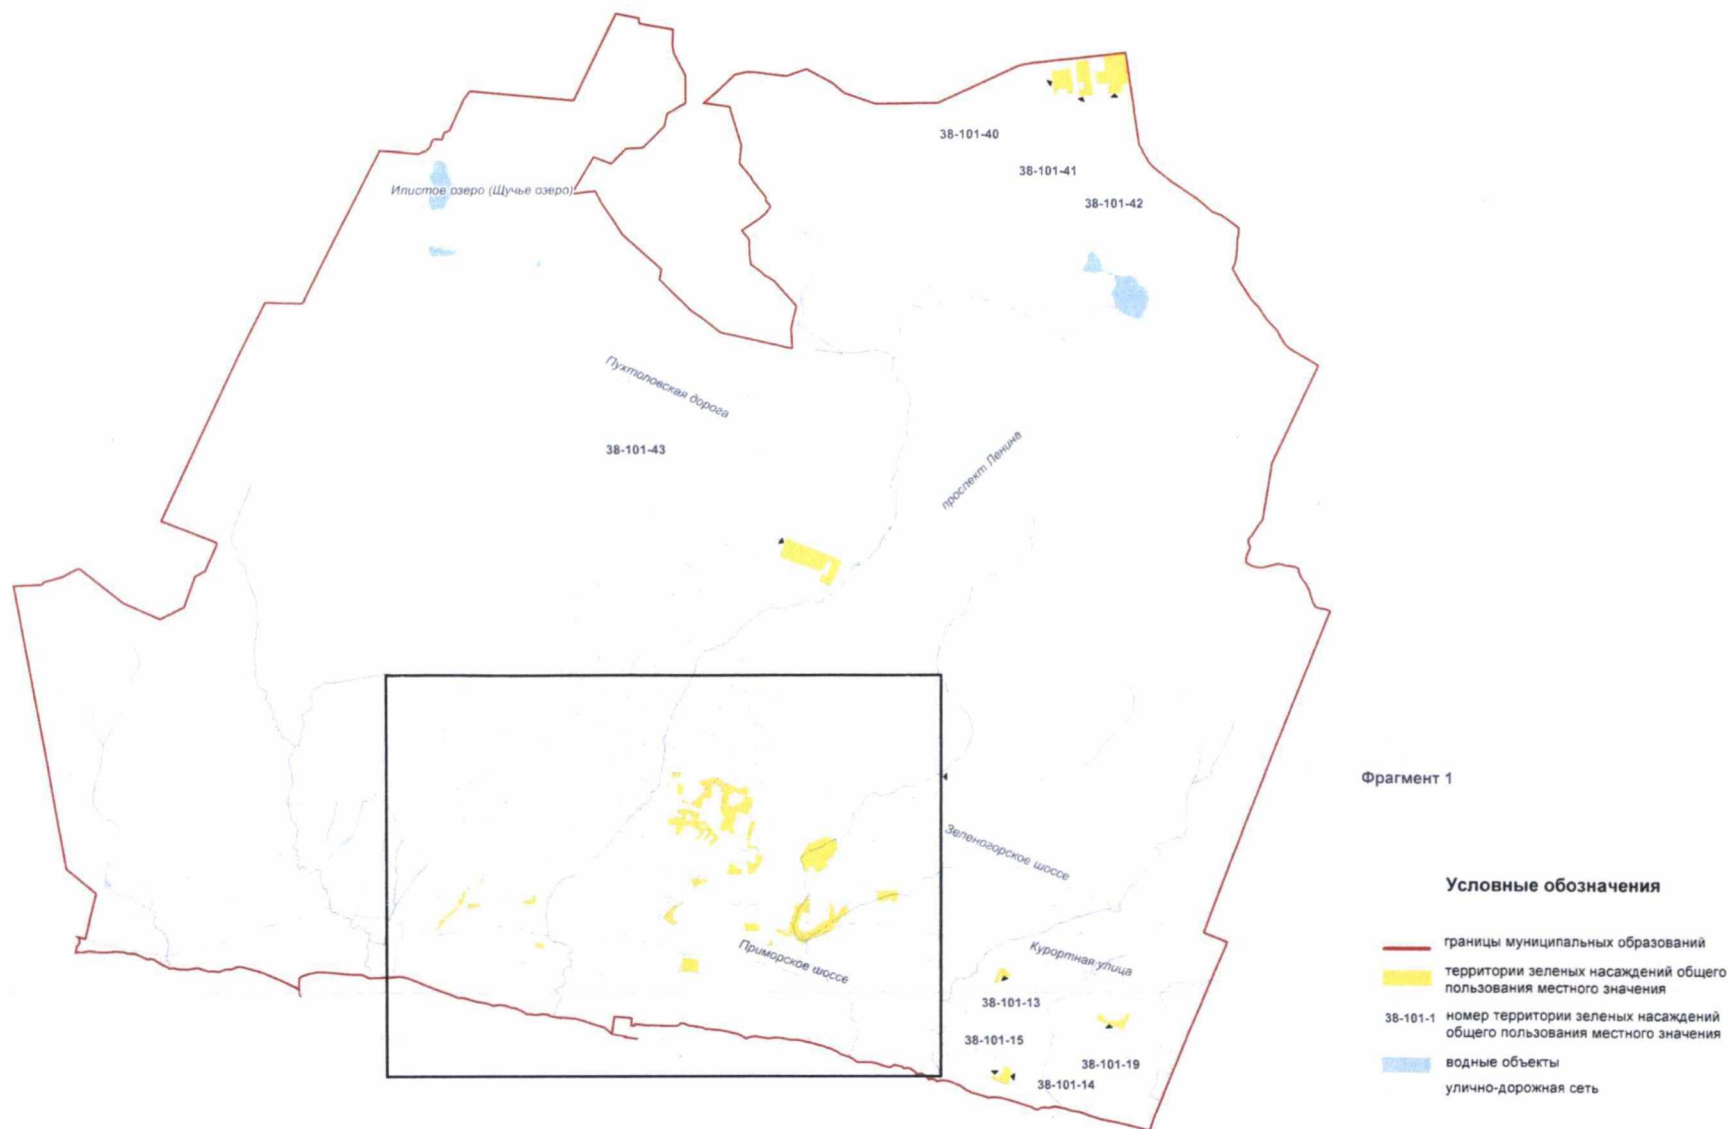 38-101-40
38-101-41
Илистое озеро (Щучье озеро)
38-101-42
Пухтоловская дорога
38-101-43
проспект Ленина
Фрагмент 1
Зеленогорское шоссе
Условные обозначения
Приморское шоссе
Курортная улица
границы муниципальных образований
территории зеленых насаждений общего
пользования местного значения
38-101-13
38-101-1 номер территории зеленых насаждений
общего пользования местного значения
38-101-15
38-101-19
водные объекты
38-101-14
улично-дорожная сеть